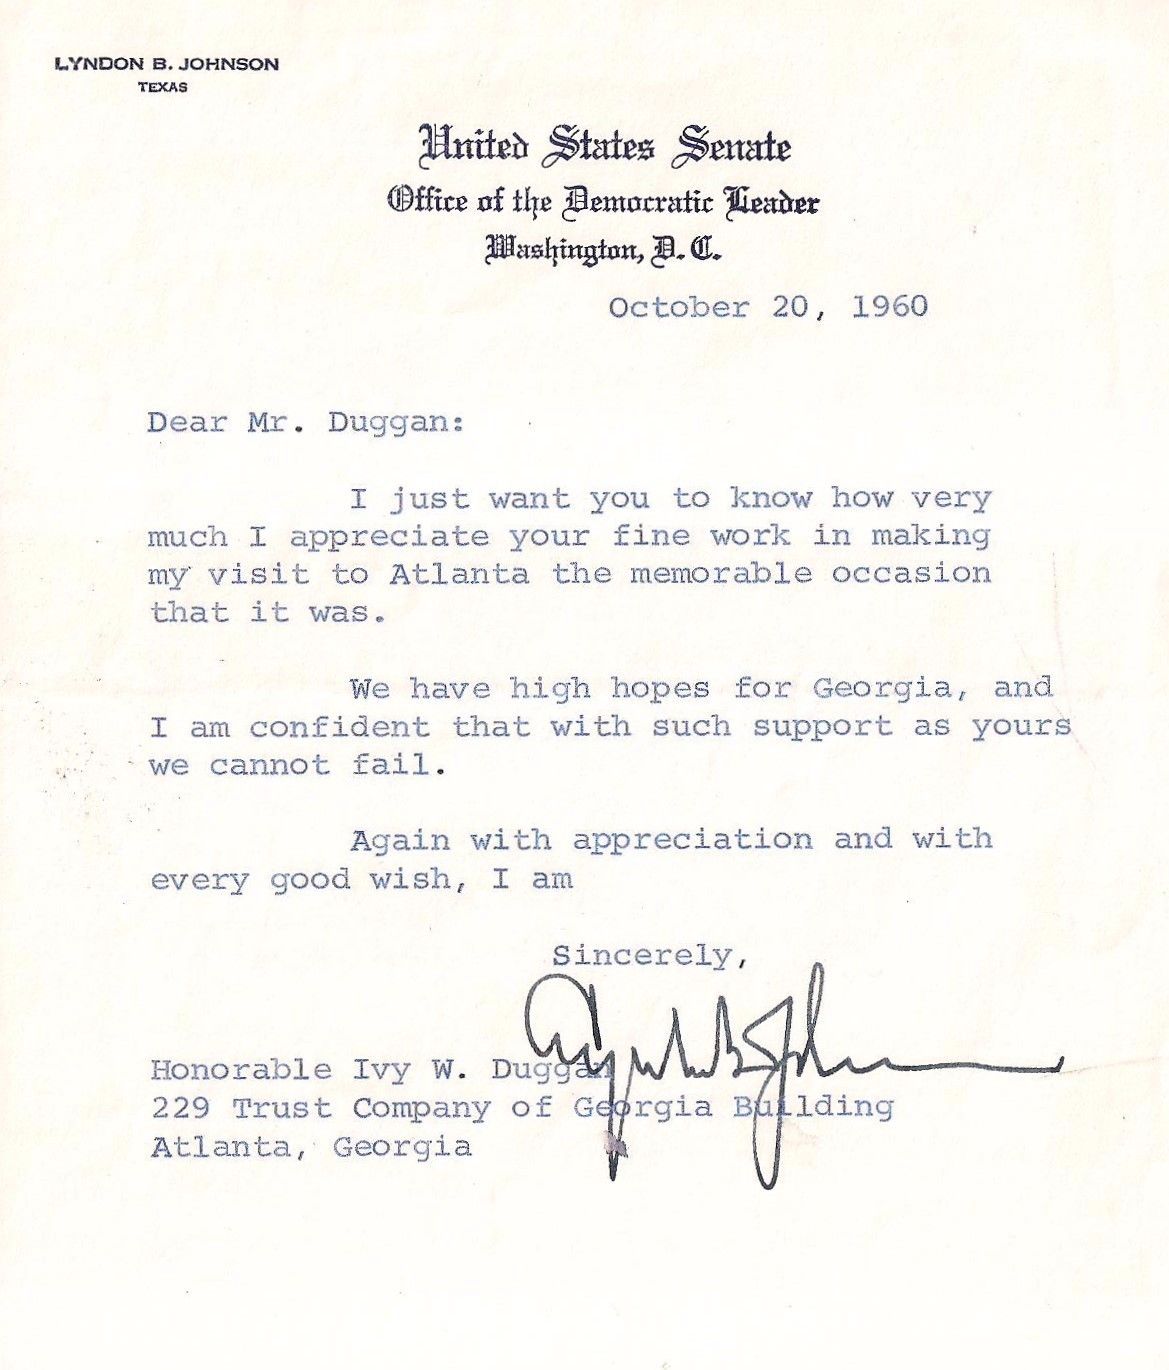 LYNDON B. JOHNSON
TEXAS
United States Senate
Office of the Democratic Leader
Washington, D. C.
October 20, 1960
Dear Mr. Duggan:
I just want you to know how very
much I appreciate your fine work in making
my visit to Atlanta the memorable occasion
that it was.
We have high hopes for Georgia, and
I am confident that with such support as yours
we cannot fail.
Again with appreciation and with
every good wish, I am
Sincerely,
Lyndon B. Johnson
Honorable Ivy W. Duggan
229 Trust Company of Georgia Building
Atlanta, Georgia